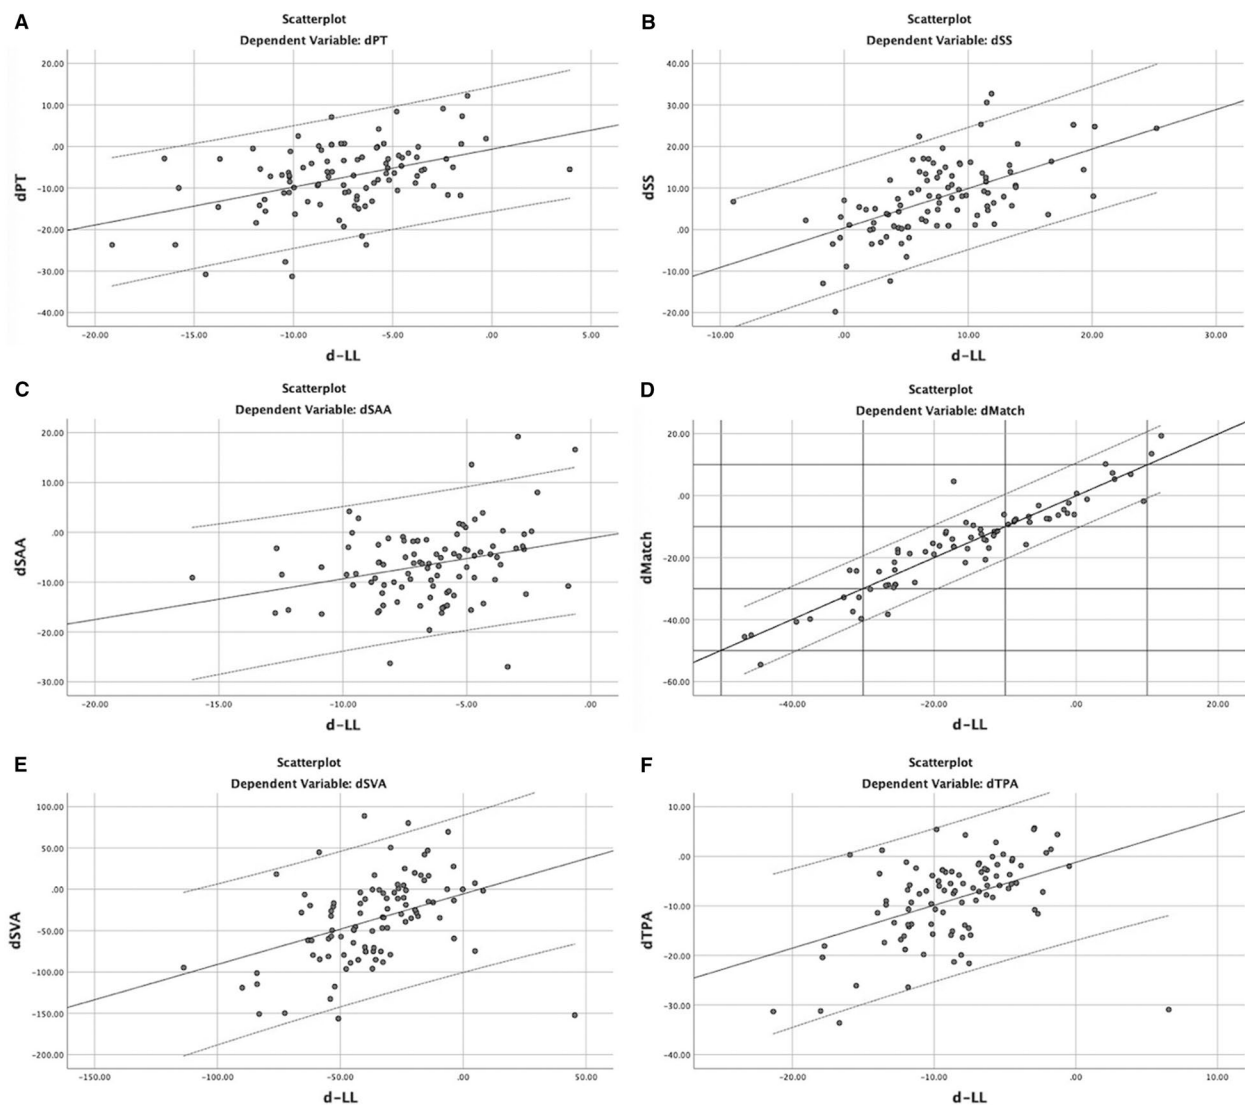 A
Scatterplot
Dependent Variable: dPT
20.00
10.00
.00
-10.00
-20.00
-30.00
-40.00
dPT
-20.00 -15.00 -10.00 -5.00 .00 5.00
d-LL
B
Scatterplot
Dependent Variable: dSS
40.00
30.00
20.00
10.00
.00
-10.00
-20.00
dSS
-10.00 .00 10.00 20.00 30.00
d-LL
C
Scatterplot
Dependent Variable: dSAA
20.00
10.00
.00
-10.00
-20.00
-30.00
dSAA
-20.00 -15.00 -10.00 -5.00 .00
d-LL
D
Scatterplot
Dependent Variable: dMatch
20.00
.00
-20.00
-40.00
-60.00
dMatch
-40.00 -20.00 .00 20.00
d-LL
E
Scatterplot
Dependent Variable: dSVA
100.00
50.00
.00
-50.00
-100.00
-150.00
-200.00
dSVA
-150.00 -100.00 -50.00 .00 50.00
d-LL
F
Scatterplot
Dependent Variable: dTPA
10.00
.00
-10.00
-20.00
-30.00
-40.00
dTPA
-20.00 -10.00 .00 10.00
d-LL